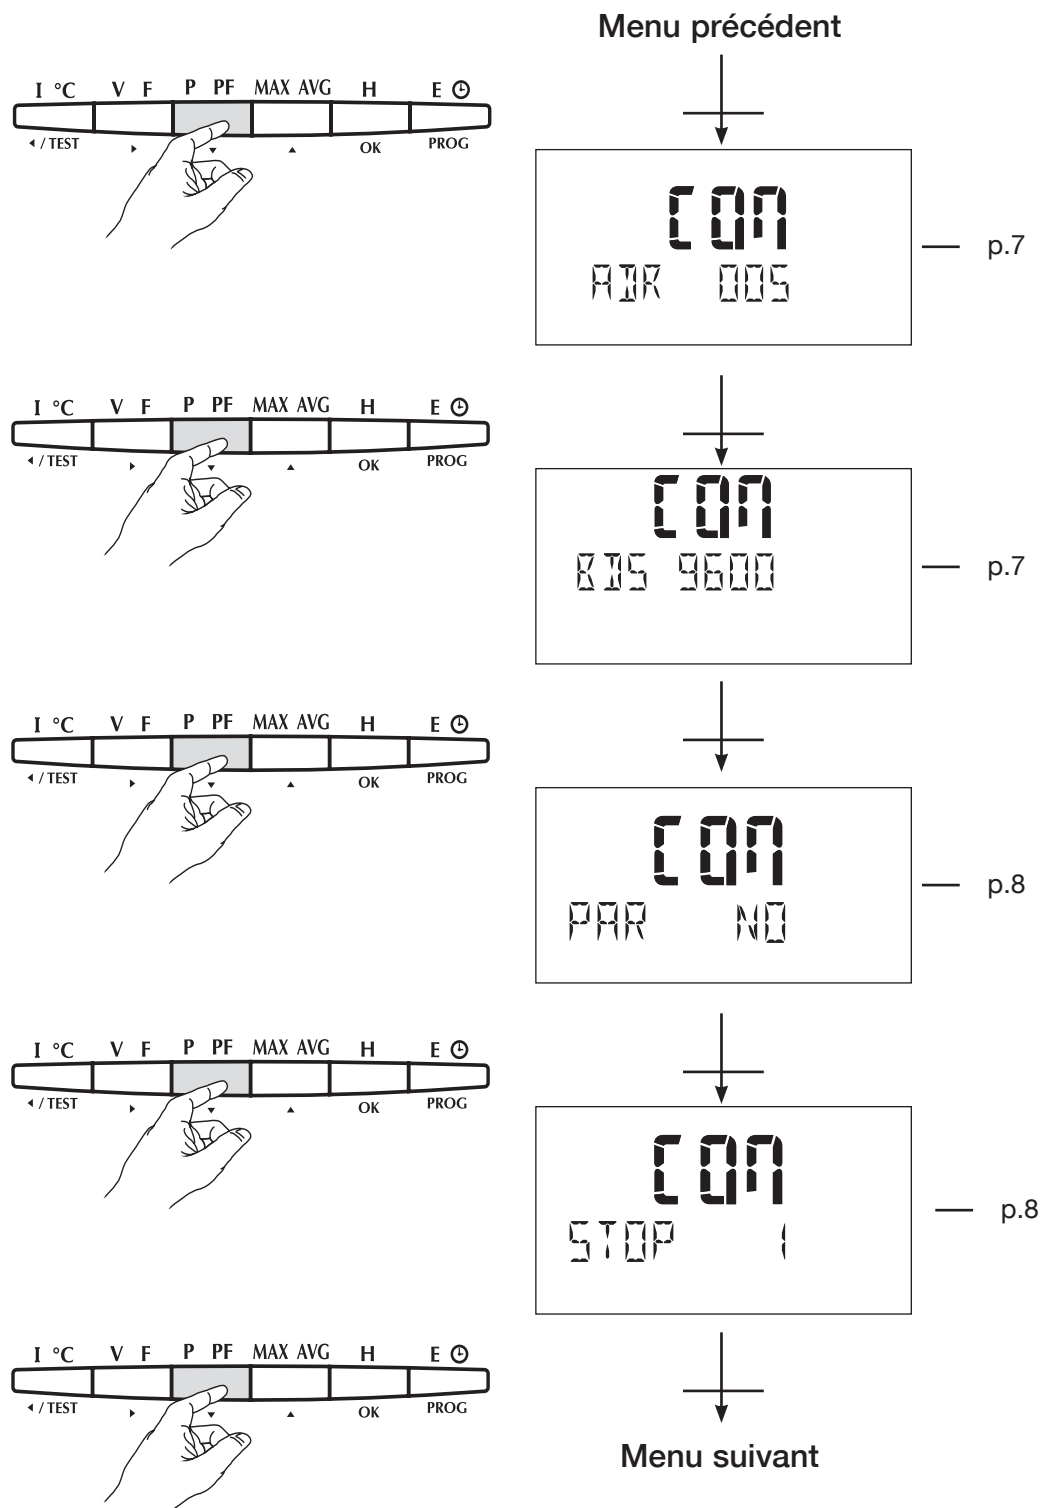 Menu précédent
I °C V F P PF MAX AVG H E
◂ / TEST ▸ ▾ ▴ OK PROG
COM
ADR 005
p.7
I °C V F P PF MAX AVG H E
◂ / TEST ▸ ▾ ▴ OK PROG
COM
BDS 9600
p.7
I °C V F P PF MAX AVG H E
◂ / TEST ▸ ▾ ▴ OK PROG
COM
PAR NO
p.8
I °C V F P PF MAX AVG H E
◂ / TEST ▸ ▾ ▴ OK PROG
COM
STOP 1
p.8
I °C V F P PF MAX AVG H E
◂ / TEST ▸ ▾ ▴ OK PROG
Menu suivant